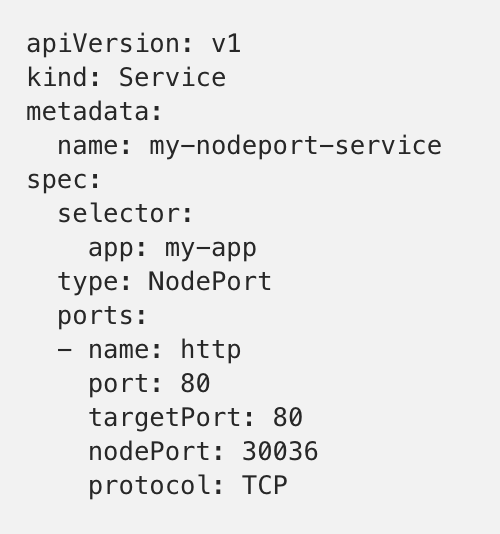 apiVersion: v1
kind: Service
metadata:
  name: my-nodeport-service
spec:
  selector:
    app: my-app
  type: NodePort
  ports:
  - name: http
    port: 80
    targetPort: 80
    nodePort: 30036
    protocol: TCP